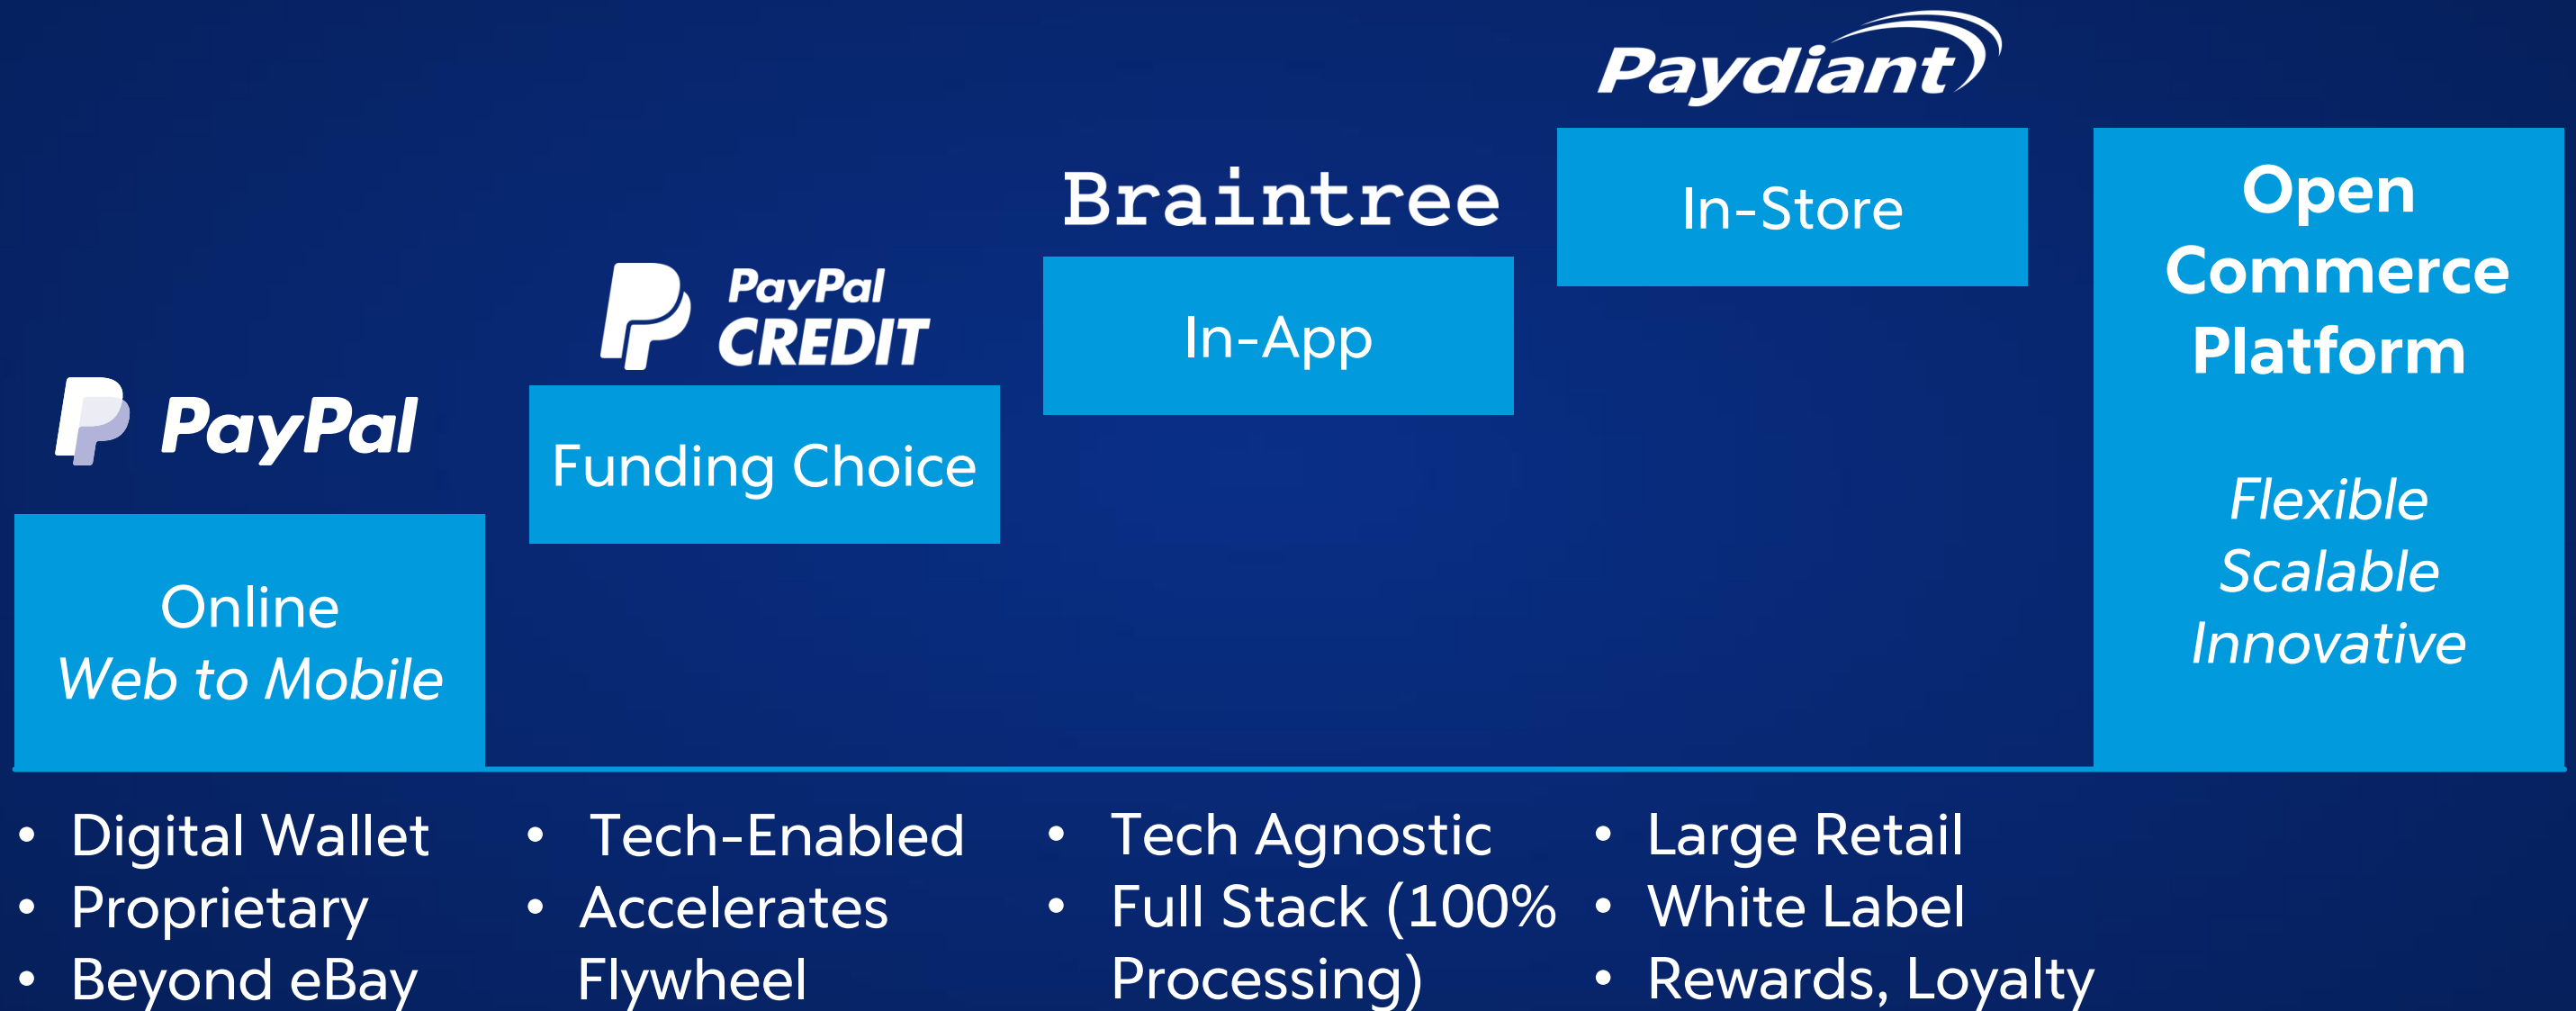 PayPal
Online
Web to Mobile
• Digital Wallet
• Proprietary
• Beyond eBay
PayPal
CREDIT
Funding Choice
• Tech-Enabled
• Accelerates
Flywheel
Braintree
In-App
• Tech Agnostic
• Full Stack (100%
Processing)
Paydiant
In-Store
• Large Retail
• White Label
• Rewards, Loyalty
Open
Commerce
Platform
Flexible
Scalable
Innovative